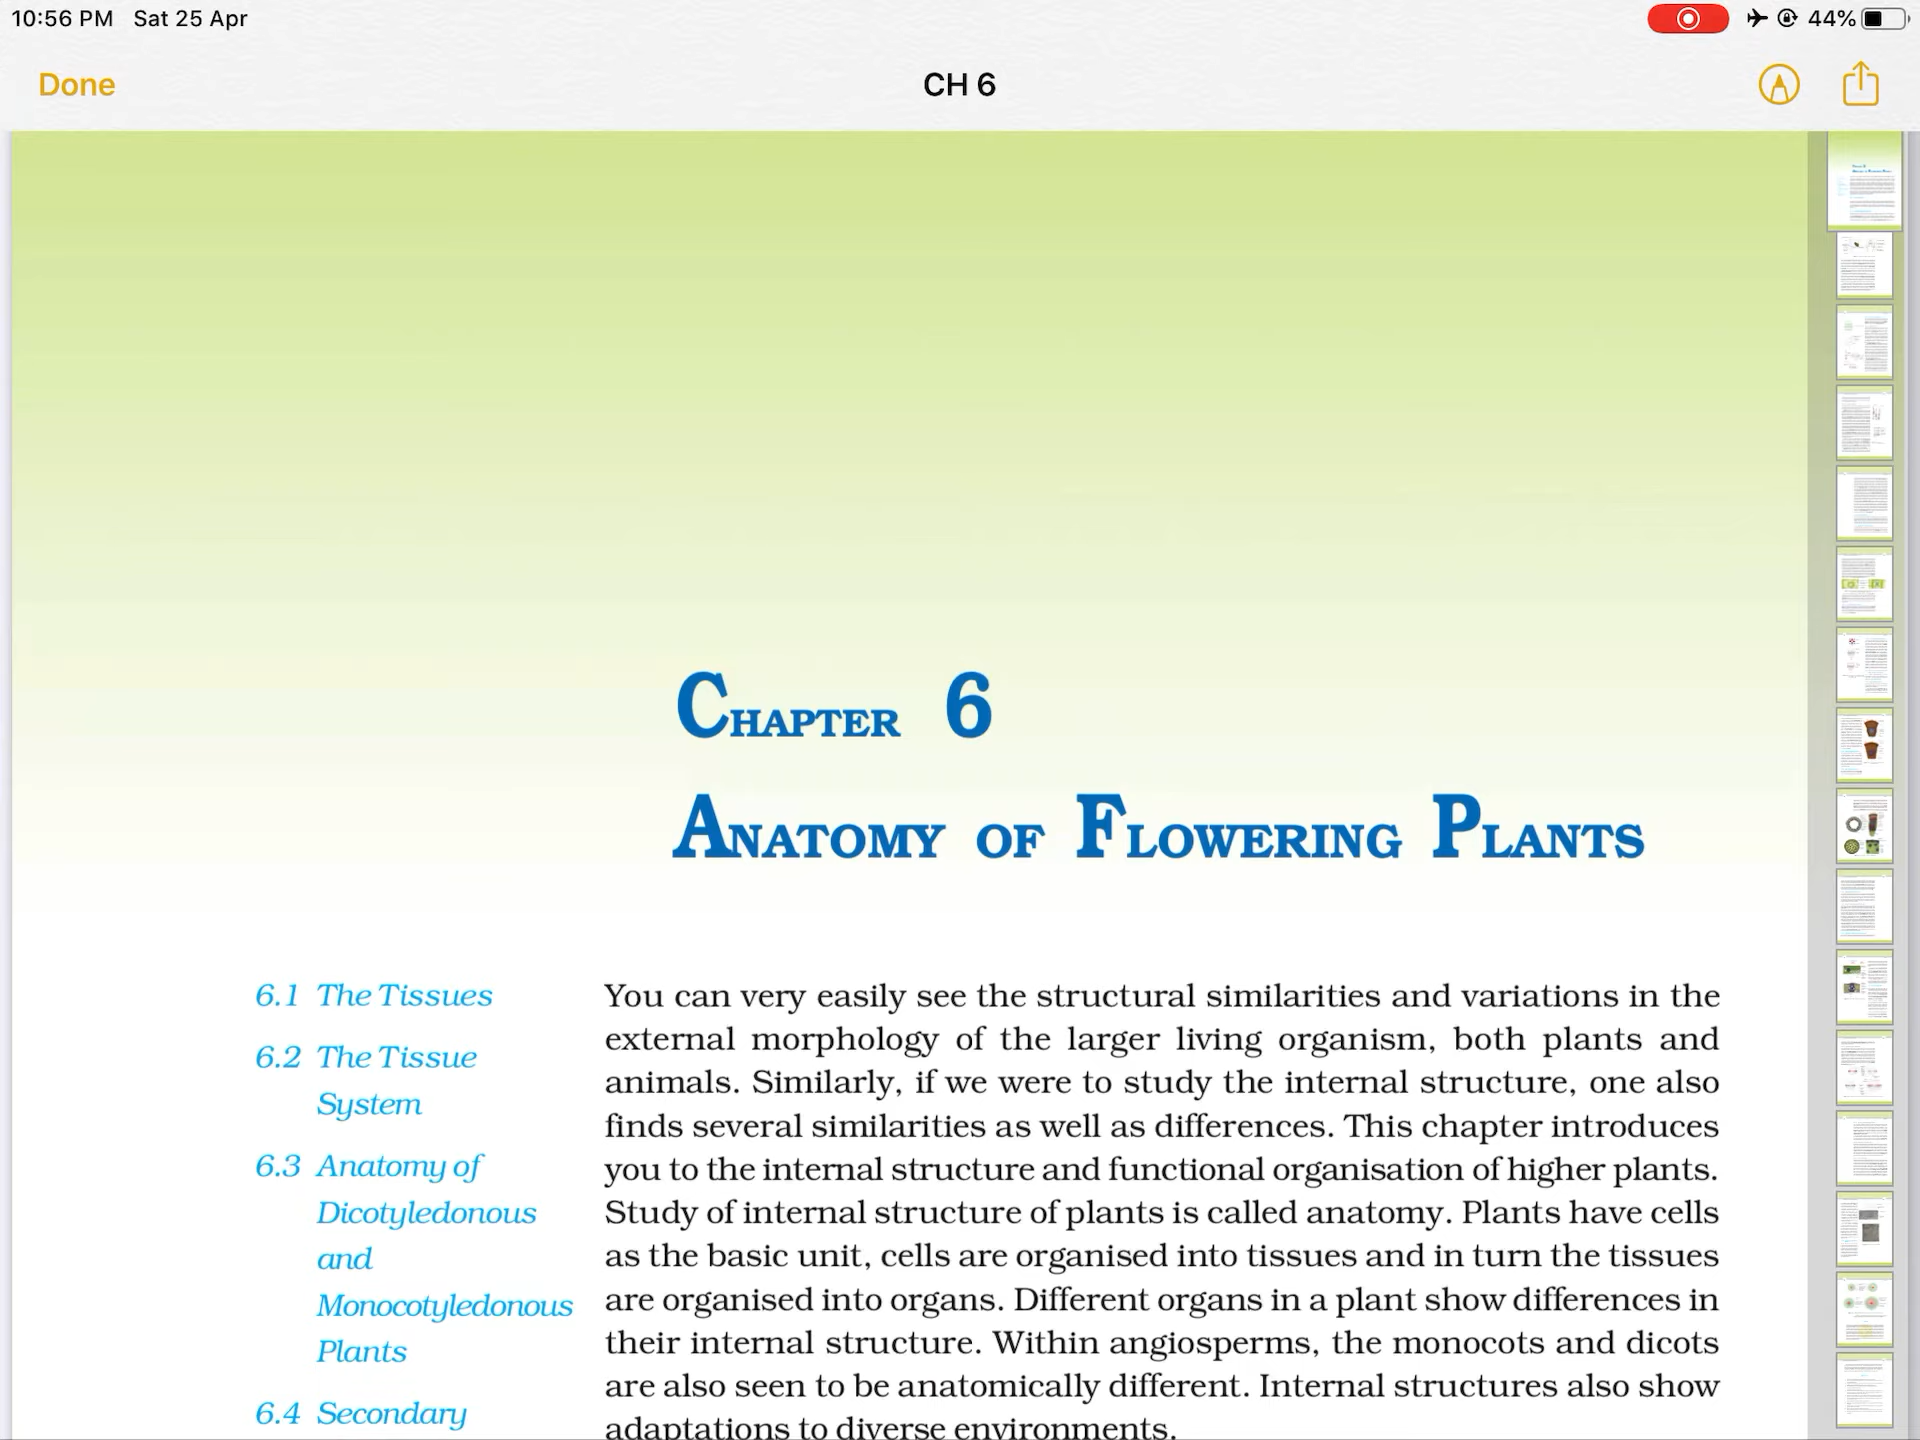 10:56 PM Sat 25 Apr
44%
Done
CH 6
CHAPTER 6
ANATOMY OF FLOWERING PLANTS
6.1 The Tissues
6.2 The Tissue
System
6.3 Anatomy of
Dicotyledonous
and
Monocotyledonous
Plants
6.4 Secondary
You can very easily see the structural similarities and variations in the
external morphology of the larger living organism, both plants and
animals. Similarly, if we were to study the internal structure, one also
finds several similarities as well as differences. This chapter introduces
you to the internal structure and functional organisation of higher plants.
Study of internal structure of plants is called anatomy. Plants have cells
as the basic unit, cells are organised into tissues and in turn the tissues
are organised into organs. Different organs in a plant show differences in
their internal structure. Within angiosperms, the monocots and dicots
are also seen to be anatomically different. Internal structures also show
adaptations to diverse environments.